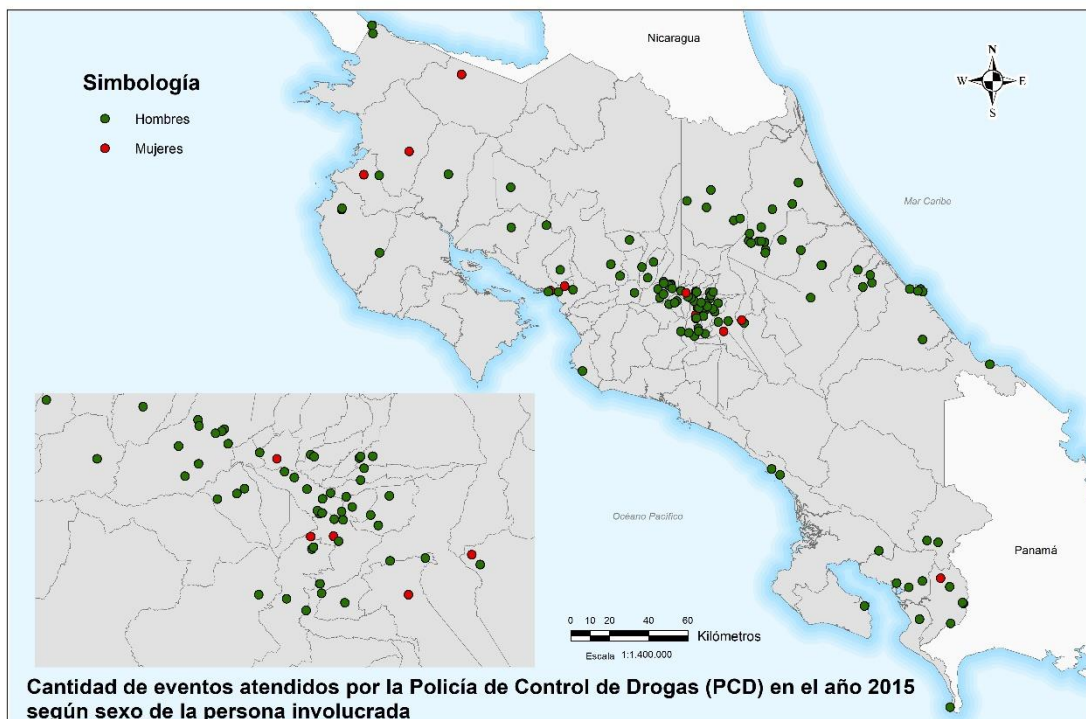 Nicaragua
N
W
E
S
Simbología
Hombres
Mujeres
Mar Caribe
Océano Pacífico
Panamá
0 10 20 40 60
Kilómetros
Escala 1:1.400.000
Cantidad de eventos atendidos por la Policía de Control de Drogas (PCD) en el año 2015
según sexo de la persona involucrada